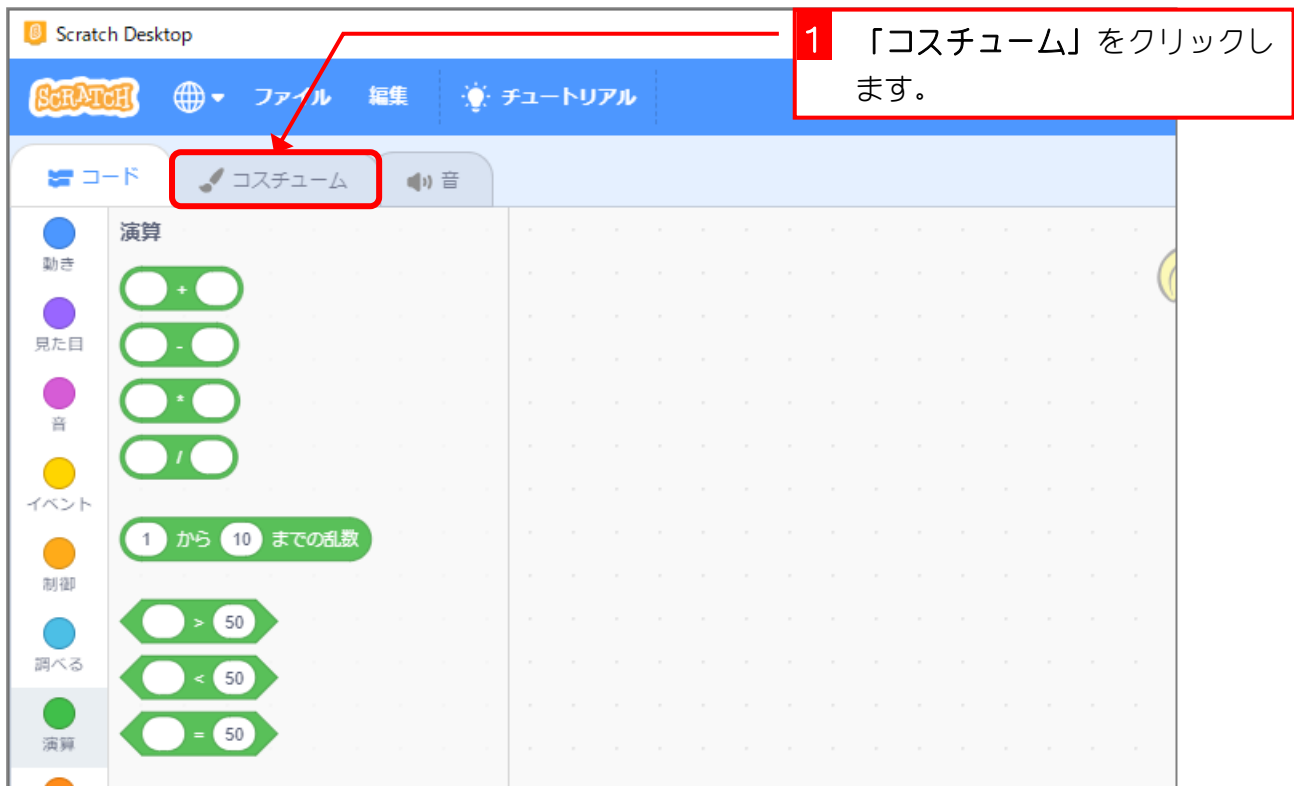 Scratch Desktop
1 「コスチューム」をクリックし
ます。
SCRATCH ファイル 編集 チュートリアル
コード コスチューム 音
動き
見た目
音
イベント
制御
調べる
演算
演算
+
-
*
/
1 から 10 までの乱数
> 50
< 50
= 50